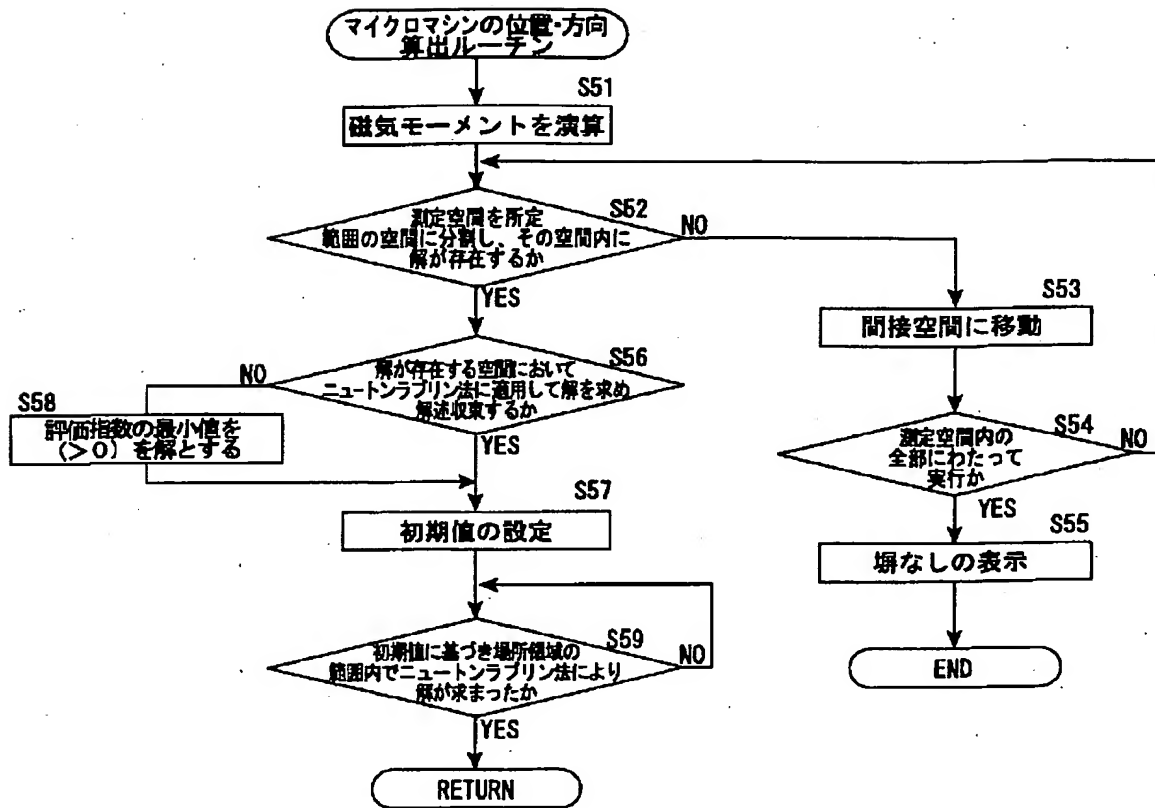 マイクロマシンの位置・方向
算出ルーチン
S51
磁気モーメントを演算
S52
測定空間を所定
範囲の空間に分割し、その空間内に
解が存在するか
NO
YES
S53
間接空間に移動
S56
解が存在する空間において
ニュートンラプリン法に適用して解を求め
解述収束するか
NO
YES
S58
評価指数の最小値を
(>0)を解とする
S54
測定空間内の
全部にわたって
実行か
NO
YES
S57
初期値の設定
S55
塀なしの表示
S59
初期値に基づき場所領域の
範囲内でニュートンラプリン法により
解が求まったか
NO
YES
END
RETURN